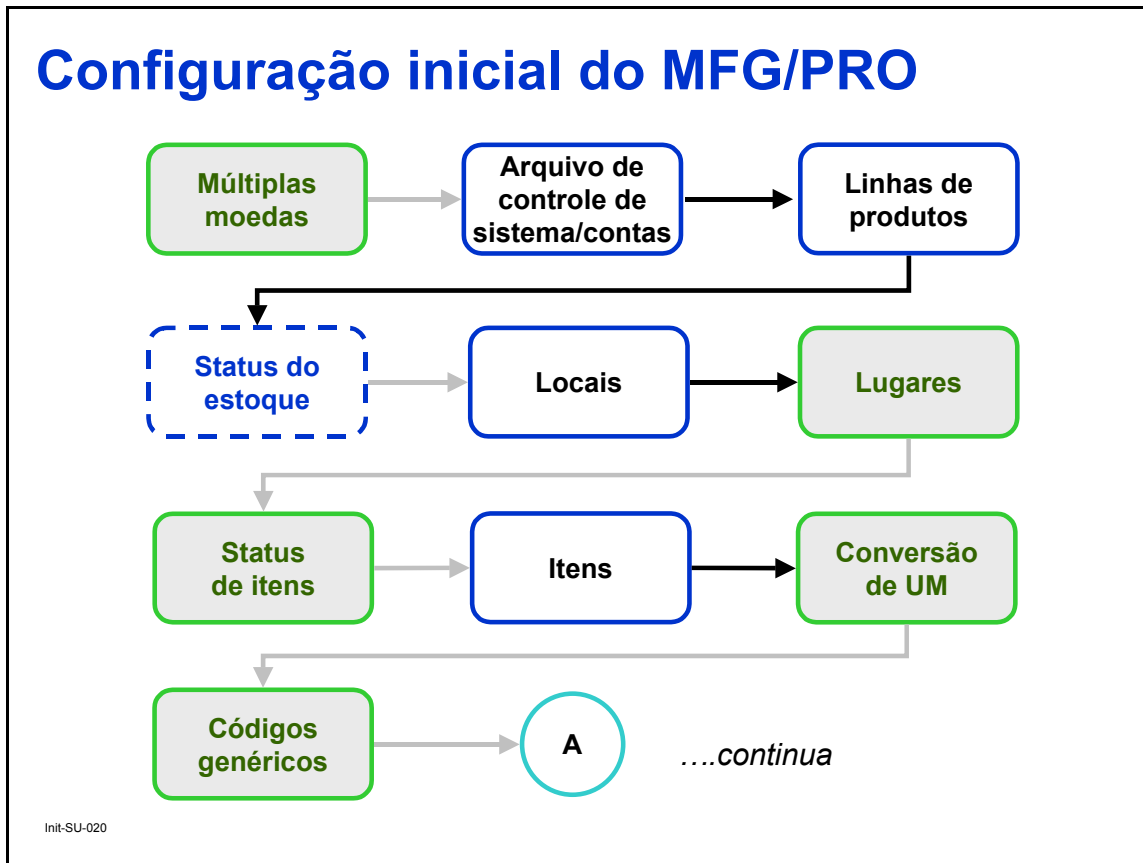 Configuração inicial do MFG/PRO
Múltiplas
moedas
Arquivo de
controle de
sistema/contas
Linhas de
produtos
Status do
estoque
Locais
Lugares
Status
de itens
Itens
Conversão
de UM
Códigos
genéricos
A
….continua
Init-SU-020